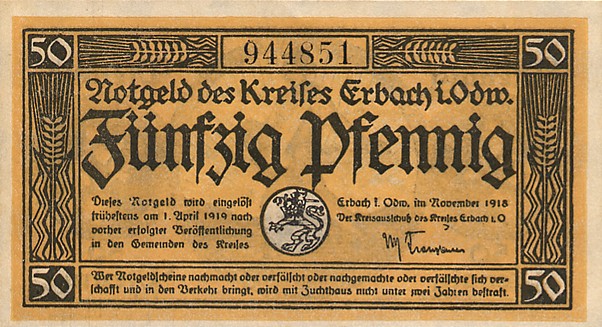 50 944851 50
Notgeld des Kreises Erbach i. Odw.
Fünfzig Pfennig
Dieses Notgeld wird eingelöst
frühestens am 1. April 1919 nach
vorher erfolgter Veröffentlichung
in den Gemeinden des Kreises
Erbach i. Odw. im November 1918
Der Kreisausschuß des Kreises Erbach i. O
50 50
Wer Notgeldscheine nachmacht oder verfälscht oder nachgemachte oder verfälschte sich ver-
schafft und in den Verkehr bringt, wird mit Zuchthaus nicht unter zwei Jahren bestraft.